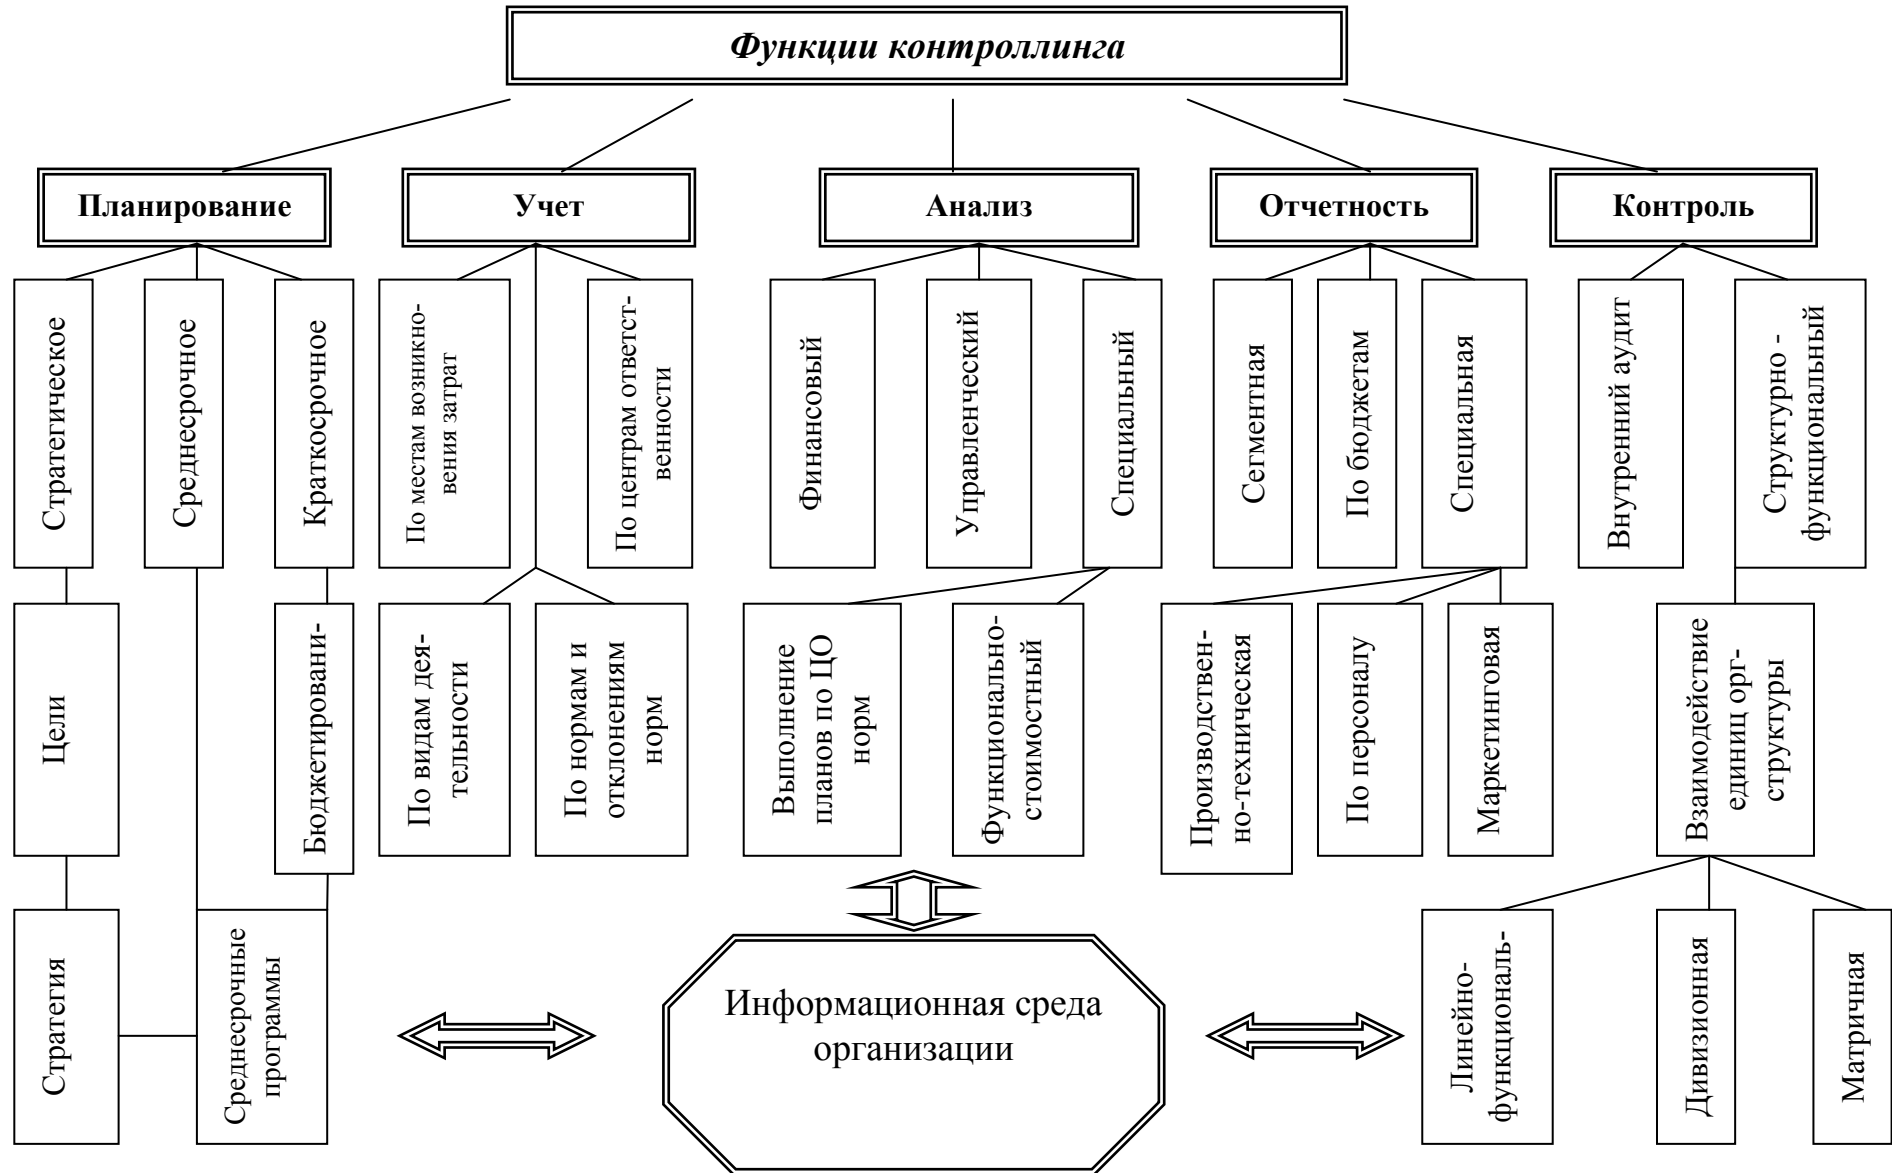 Функции контроллинга
Планирование
Учет
Анализ
Отчетность
Контроль
Стратегическое
Среднесрочное
Краткосрочное
По местам возникно-
вения затрат
По центрам ответст-
венности
Финансовый
Управленческий
Специальный
Сегментная
По бюджетам
Специальная
Внутренний аудит
Структурно -
функциональный
Цели
Бюджетировани-
По видам дея-
тельности
По нормам и
отклонениям
норм
Выполнение
планов по ЦО
норм
Функционально-
стоимостный
Производствен-
но-техническая
По персоналу
Маркетинговая
Взаимодействие
единиц орг-
структуры
Стратегия
Среднесрочные
программы
Информационная среда
организации
Линейно-
функциональ-
Дивизионная
Матричная